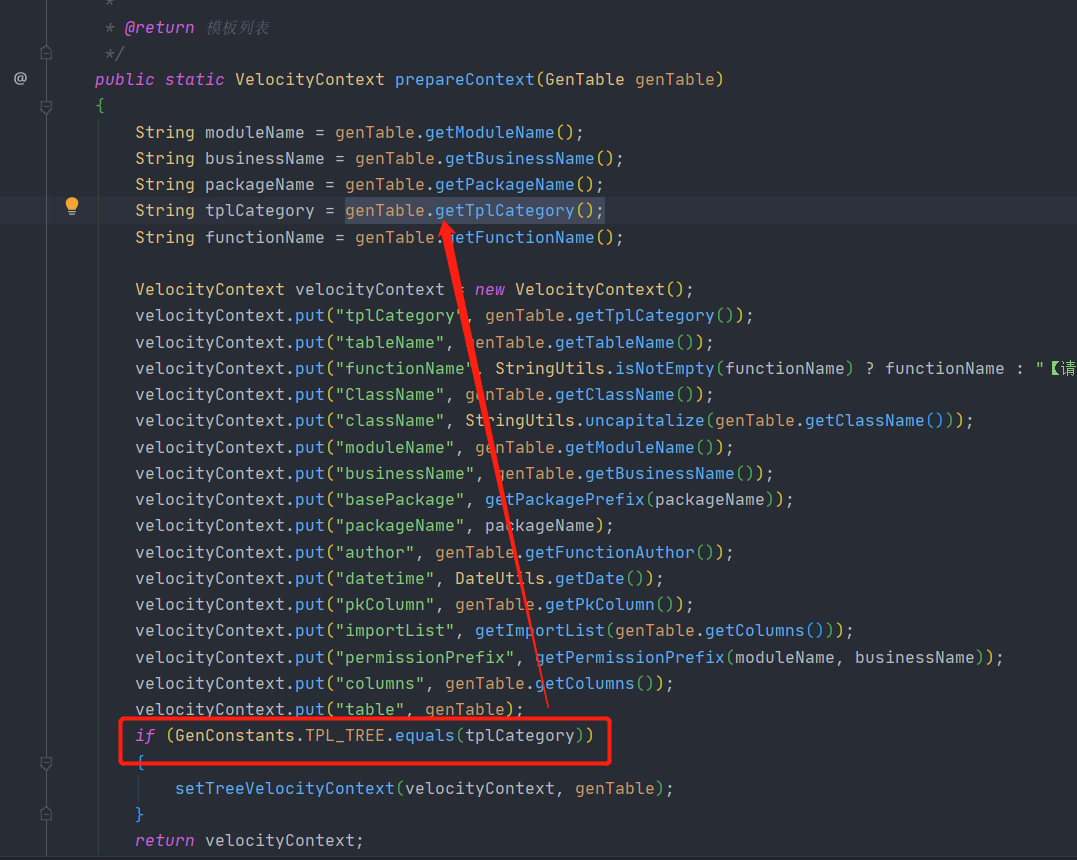 *
* @return 模板列表
*/
@
public static VelocityContext prepareContext(GenTable genTable)
{
String moduleName = genTable.getModuleName();
String businessName = genTable.getBusinessName();
String packageName = genTable.getPackageName();
String tplCategory = genTable.getTplCategory();
String functionName = genTable.getFunctionName();
VelocityContext velocityContext = new VelocityContext();
velocityContext.put("tplCategory", genTable.getTplCategory());
velocityContext.put("tableName", genTable.getTableName());
velocityContext.put("functionName", StringUtils.isNotEmpty(functionName) ? functionName : "【请
velocityContext.put("ClassName", genTable.getClassName());
velocityContext.put("className", StringUtils.uncapitalize(genTable.getClassName()));
velocityContext.put("moduleName", genTable.getModuleName());
velocityContext.put("businessName", genTable.getBusinessName());
velocityContext.put("basePackage", getPackagePrefix(packageName));
velocityContext.put("packageName", packageName);
velocityContext.put("author", genTable.getFunctionAuthor());
velocityContext.put("datetime", DateUtils.getDate());
velocityContext.put("pkColumn", genTable.getPkColumn());
velocityContext.put("importList", getImportList(genTable.getColumns()));
velocityContext.put("permissionPrefix", getPermissionPrefix(moduleName, businessName));
velocityContext.put("columns", genTable.getColumns());
velocityContext.put("table", genTable);
if (GenConstants.TPL_TREE.equals(tplCategory))
{
setTreeVelocityContext(velocityContext, genTable);
}
return velocityContext;